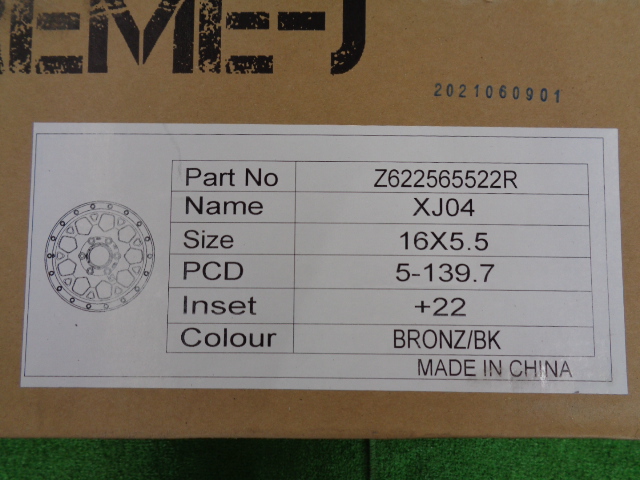 EME-J
2021060901
Part No Z622565522R
Name XJ04
Size 16X5.5
PCD 5-139.7
Inset +22
Colour BRONZ/BK
MADE IN CHINA